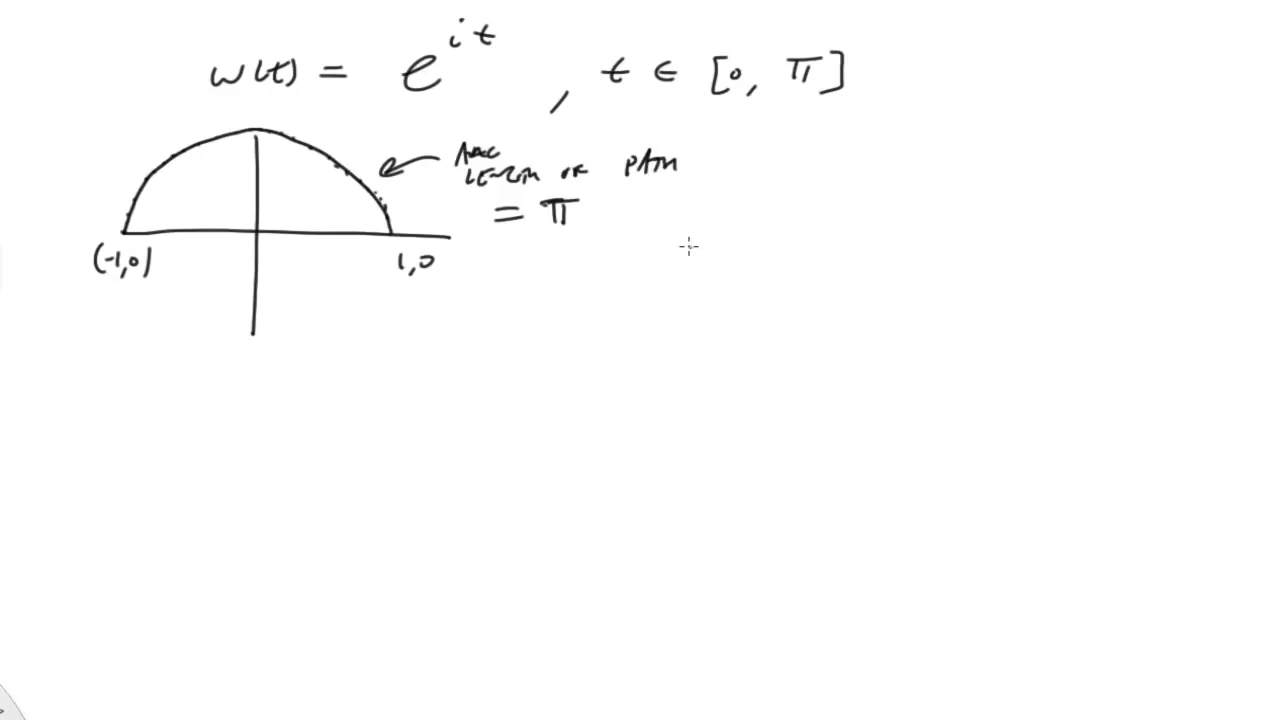 w(t) = e^{it}, t ∈ [0, π]
ARC
LENGTH OF PATH
= π
(-1,0)
1,0